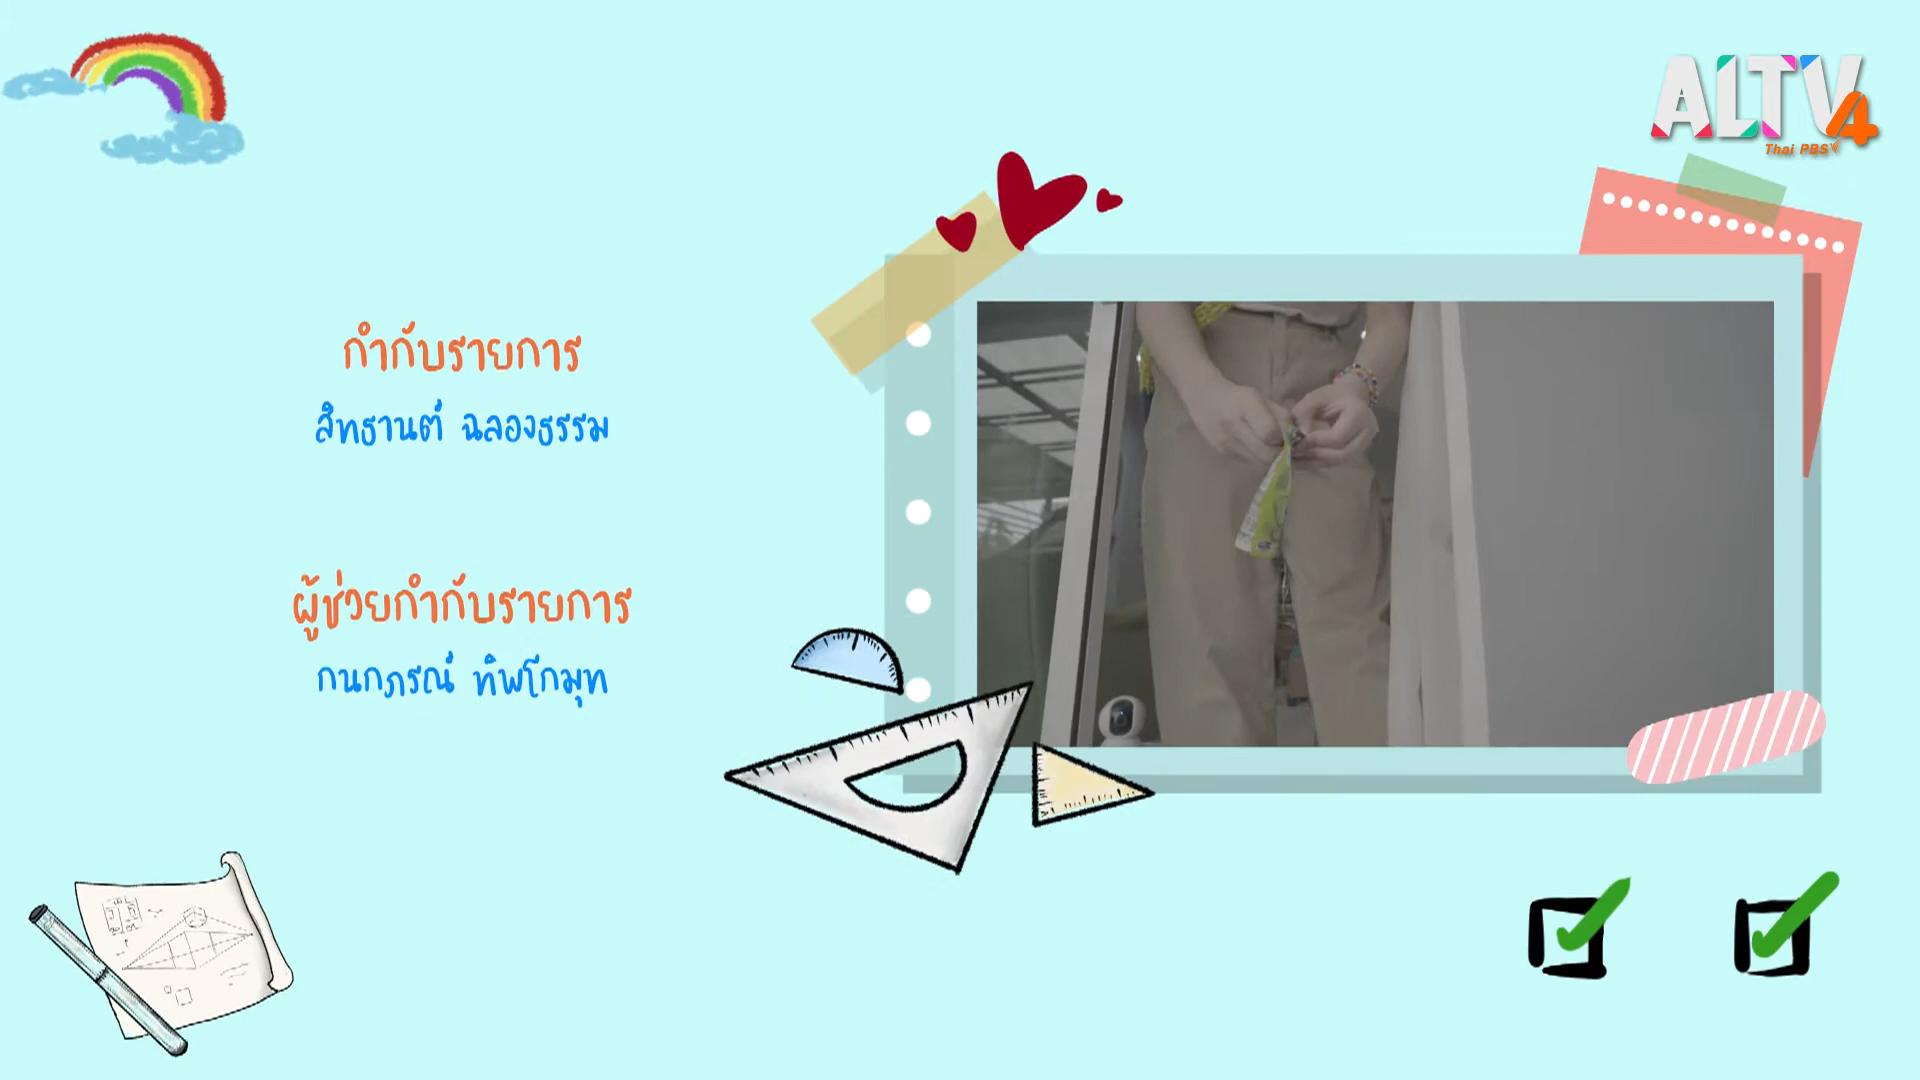 ALTV4
Thai PBS
กำกับรายการ
สิทธานต์ ฉลองธรรม
ผู้ช่วยกำกับรายการ
กนกภรณ์ ทิพโกมุท